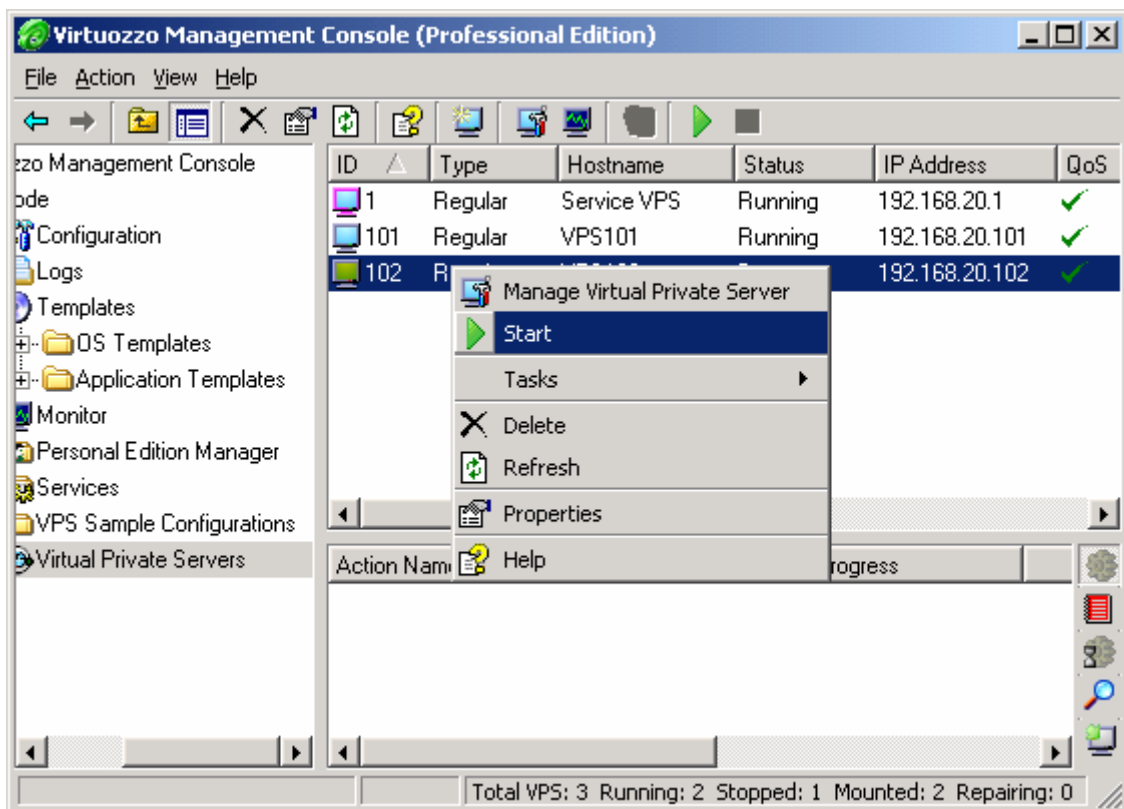 Virtuozzo Management Console (Professional Edition)
File Action View Help
zzo Management Console
ode
Configuration
Logs
Templates
OS Templates
Application Templates
Monitor
Personal Edition Manager
Services
VPS Sample Configurations
Virtual Private Servers
ID Type Hostname Status IP Address QoS
1 Regular Service VPS Running 192.168.20.1
101 Regular VPS101 Running 192.168.20.101
102 192.168.20.102
Manage Virtual Private Server
Start
Tasks
Delete
Refresh
Properties
Help
Action Nam rogress
Total VPS: 3 Running: 2 Stopped: 1 Mounted: 2 Repairing: 0